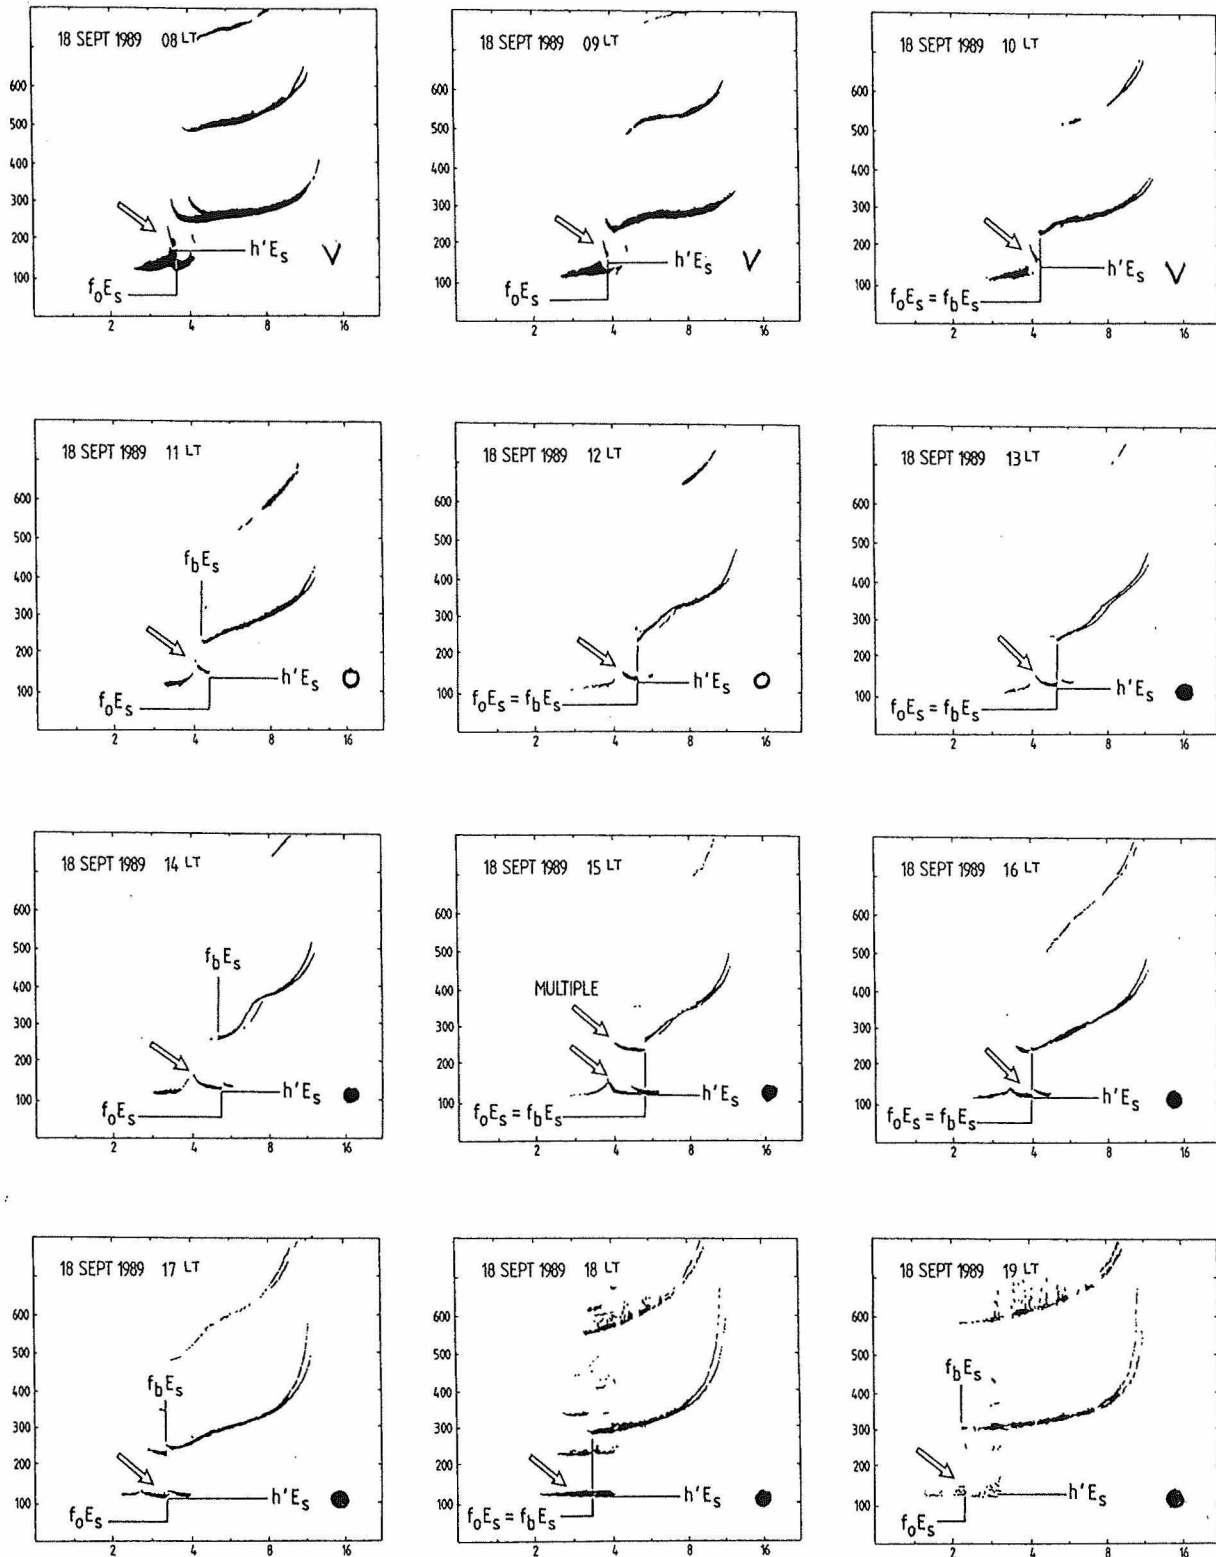 18 SEPT 1989 08 LT
600
500
400
300
200
100
h'Es
foEs
V
2 4 8 16
18 SEPT 1989 09 LT
600
500
400
300
200
100
h'Es
foEs
V
2 4 8 16
18 SEPT 1989 10 LT
600
500
400
300
200
100
h'Es
foEs = fbEs
V
2 4 8 16
18 SEPT 1989 11 LT
600
500
400
300
200
100
fbEs
h'Es
foEs
O
2 4 8 16
18 SEPT 1989 12 LT
600
500
400
300
200
100
h'Es
foEs = fbEs
O
2 4 8 16
18 SEPT 1989 13 LT
600
500
400
300
200
100
h'Es
foEs = fbEs
2 4 8 16
18 SEPT 1989 14 LT
600
500
400
300
200
100
fbEs
h'Es
foEs
2 4 8 16
18 SEPT 1989 15 LT
600
500
400
300
200
100
MULTIPLE
h'Es
foEs = fbEs
2 4 8 16
18 SEPT 1989 16 LT
600
500
400
300
200
100
h'Es
foEs = fbEs
2 4 8 16
18 SEPT 1989 17 LT
600
500
400
300
200
100
fbEs
h'Es
foEs
2 4 8 16
18 SEPT 1989 18 LT
600
500
400
300
200
100
h'Es
foEs = fbEs
2 4 8 16
18 SEPT 1989 19 LT
600
500
400
300
200
100
fbEs
h'Es
foEs
2 4 8 16